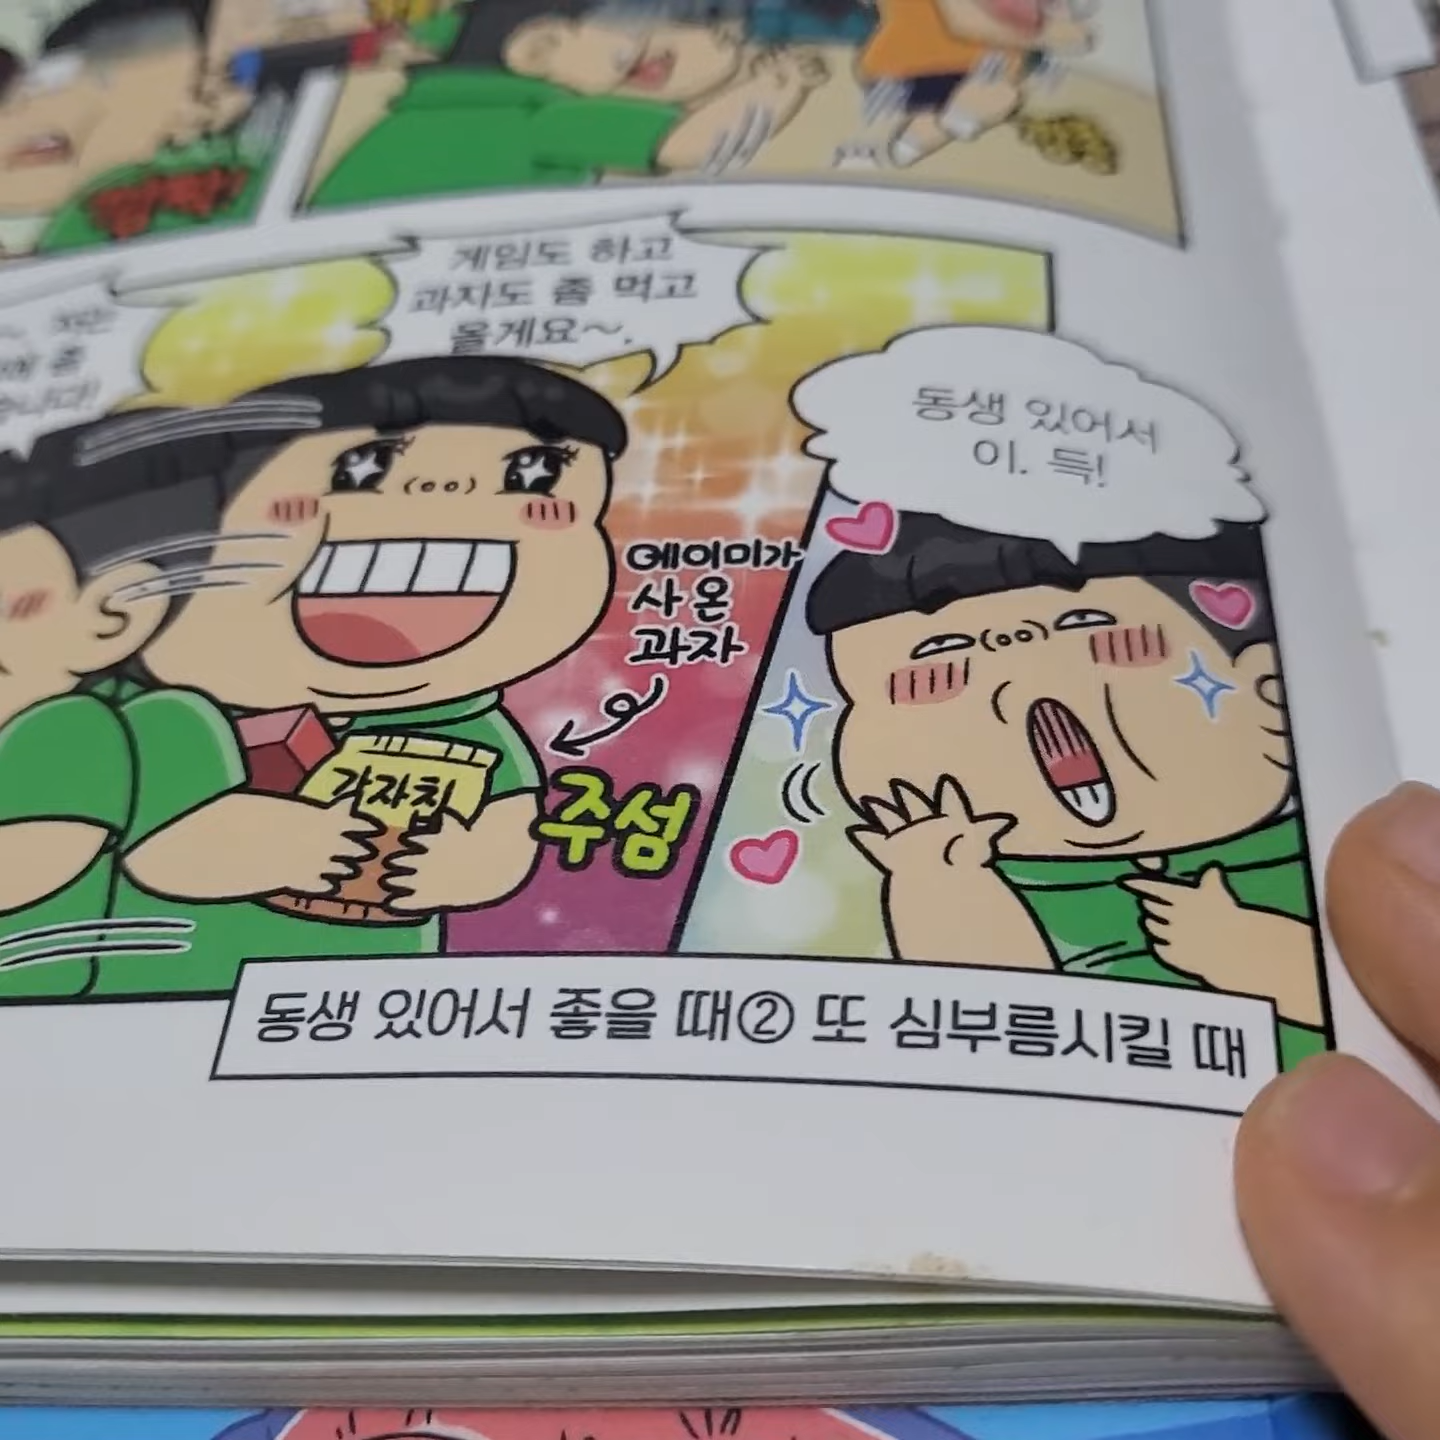 게임도 하고
과자도 좀 먹고
올게요~.
동생 있어서
이. 득!
에이미가
사 온
과자
감자칩
주섬
동생 있어서 좋을 때② 또 심부름시킬 때